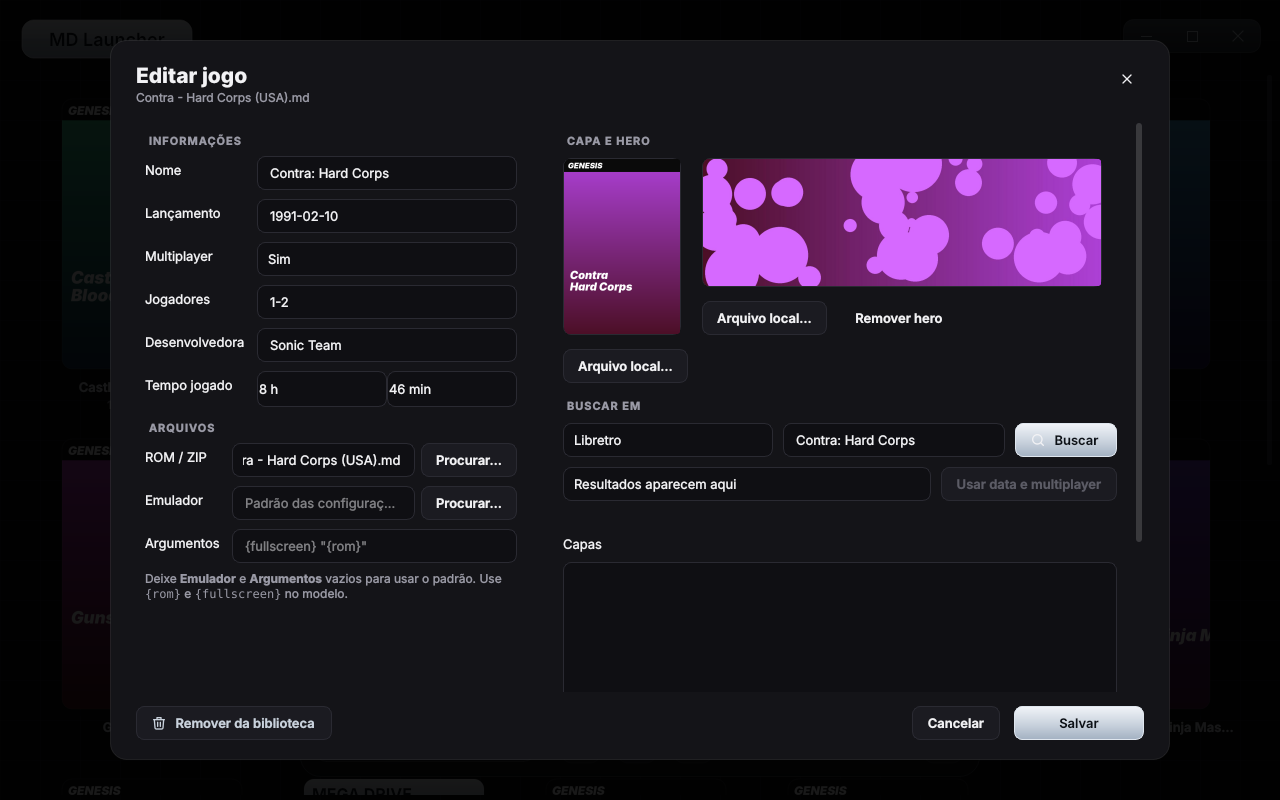 MD Launcher
Editar jogo
Contra - Hard Corps (USA).md
INFORMAÇÕES
Nome
Contra: Hard Corps
Lançamento
1991-02-10
Multiplayer
Sim
Jogadores
1-2
Desenvolvedora
Sonic Team
Tempo jogado
8 h
46 min
ARQUIVOS
ROM / ZIP
ra - Hard Corps (USA).md
Procurar...
Emulador
Padrão das configuraç...
Procurar...
Argumentos
{fullscreen} "{rom}"
Deixe Emulador e Argumentos vazios para usar o padrão. Use
{rom} e {fullscreen} no modelo.
CAPA E HERO
GENESIS
Contra
Hard Corps
Arquivo local...
Remover hero
Arquivo local...
BUSCAR EM
Libretro
Contra: Hard Corps
Buscar
Resultados aparecem aqui
Usar data e multiplayer
Capas
Remover da biblioteca
Cancelar
Salvar
GENESIS
MEGA DRIVE
GENESIS
GENESIS